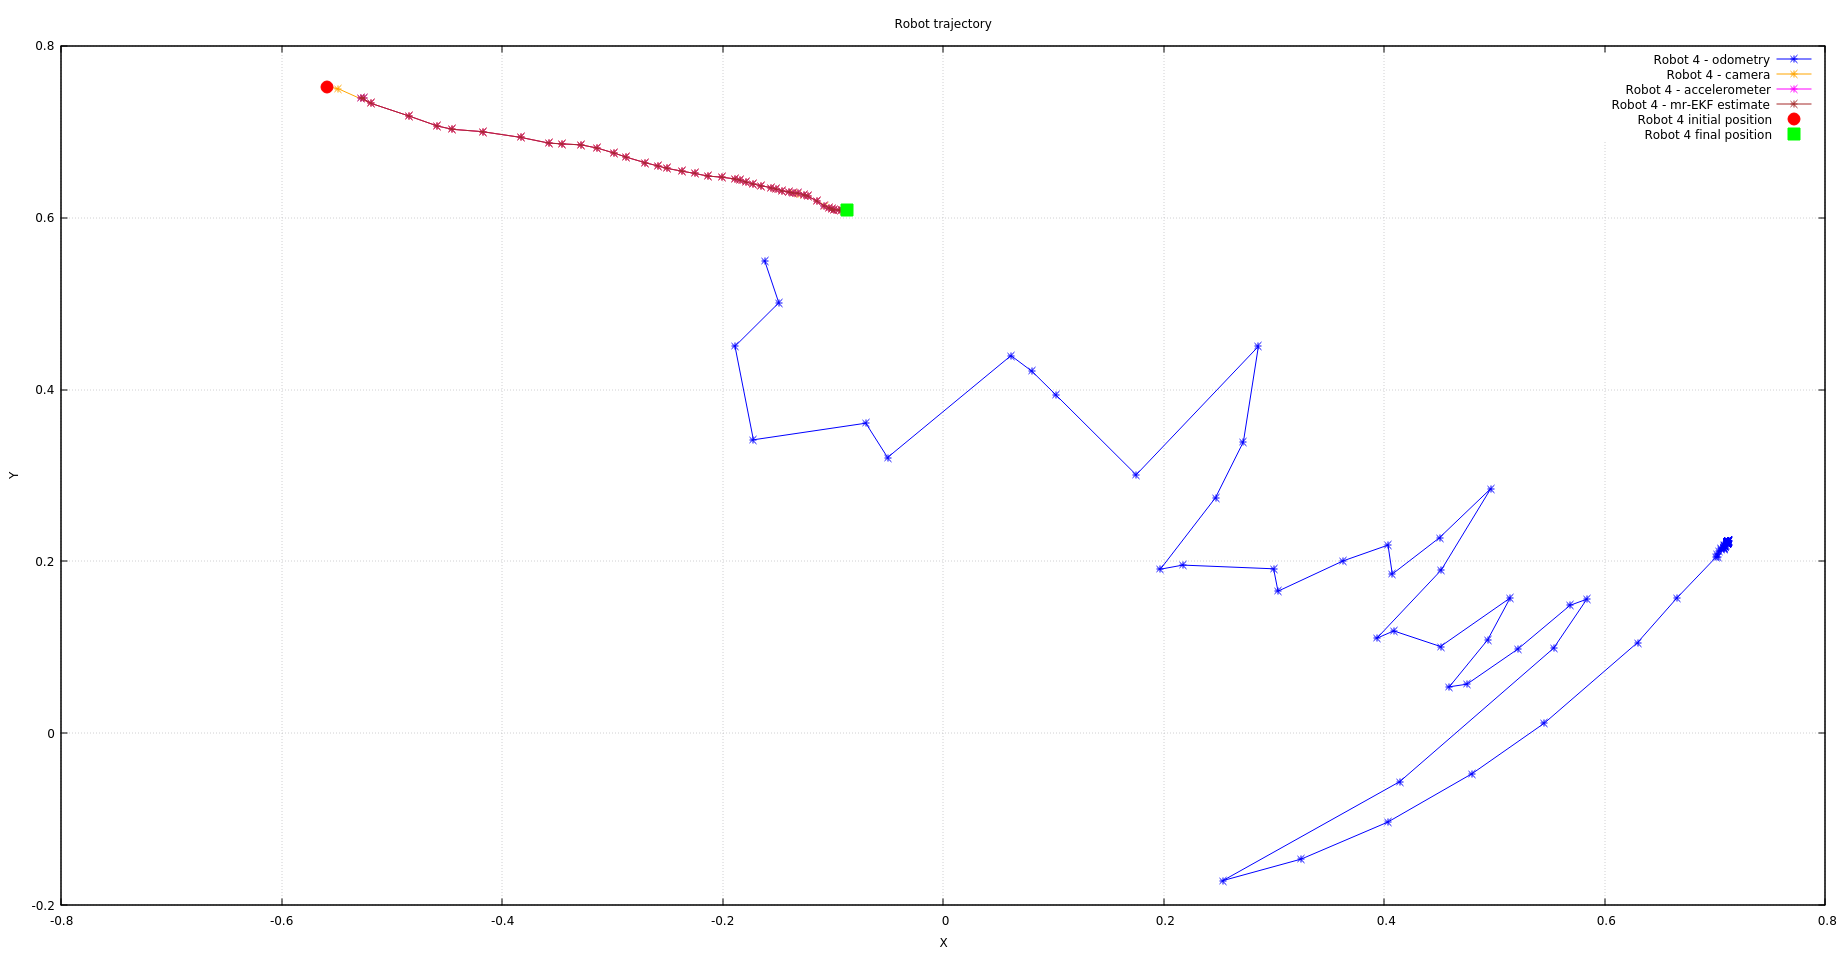 Robot trajectory
0.8
Robot 4 - odometry
Robot 4 - camera
Robot 4 - accelerometer
Robot 4 - mr-EKF estimate
Robot 4 initial position
Robot 4 final position
0.6
0.4
Y
0.2
0
-0.2
-0.8 -0.6 -0.4 -0.2 0 0.2 0.4 0.6 0.8
X